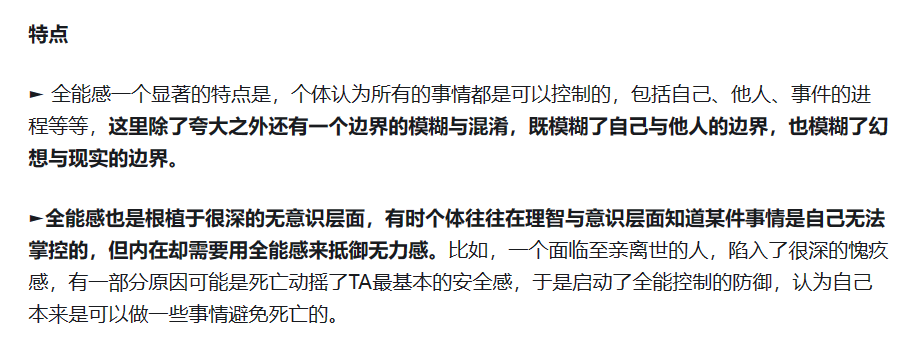 特点
► 全能感一个显著的特点是，个体认为所有的事情都是可以控制的，包括自己、他人、事件的进
程等等，这里除了夸大之外还有一个边界的模糊与混淆，既模糊了自己与他人的边界，也模糊了幻
想与现实的边界。
►全能感也是根植于很深的无意识层面，有时个体往往在理智与意识层面知道某件事情是自己无法
掌控的，但内在却需要用全能感来抵御无力感。比如，一个面临至亲离世的人，陷入了很深的愧疚
感，有一部分原因可能是死亡动摇了TA最基本的安全感，于是启动了全能控制的防御，认为自己
本来是可以做一些事情避免死亡的。